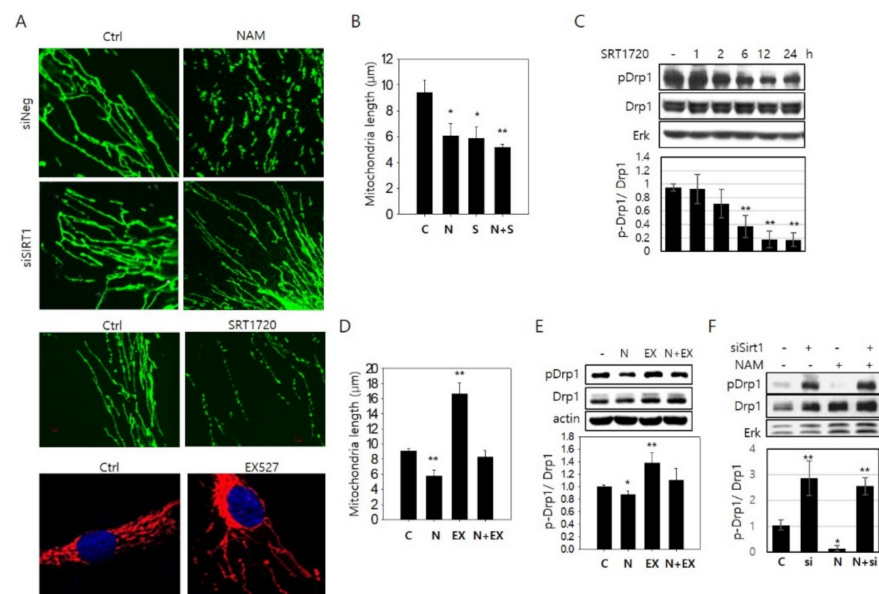 A
Ctrl NAM
siNeg
siSIRT1
Ctrl SRT1720
Ctrl EX527
B
Mitochondria length (µm)
12
10
8
6
4
2
0
* * **
C N S N+S
C
SRT1720 - 1 2 6 12 24 h
pDrp1
Drp1
Erk
p-Drp1/ Drp1
1.4
1.2
1
0.8
0.6
0.4
0.2
0
** ** **
D
Mitochondria length (µm)
20
18
16
14
12
10
8
6
4
2
0
** **
C N EX N+EX
E
- N EX N+EX
pDrp1
Drp1
actin
p-Drp1/ Drp1
1.8
1.6
1.4
1.2
1.0
0.8
0.6
0.4
0.2
0.0
* **
C N EX N+EX
F
siSirt1 - + - +
NAM - - + +
pDrp1
Drp1
Erk
p-Drp1/ Drp1
4
3
2
1
0
** * **
C si N N+si